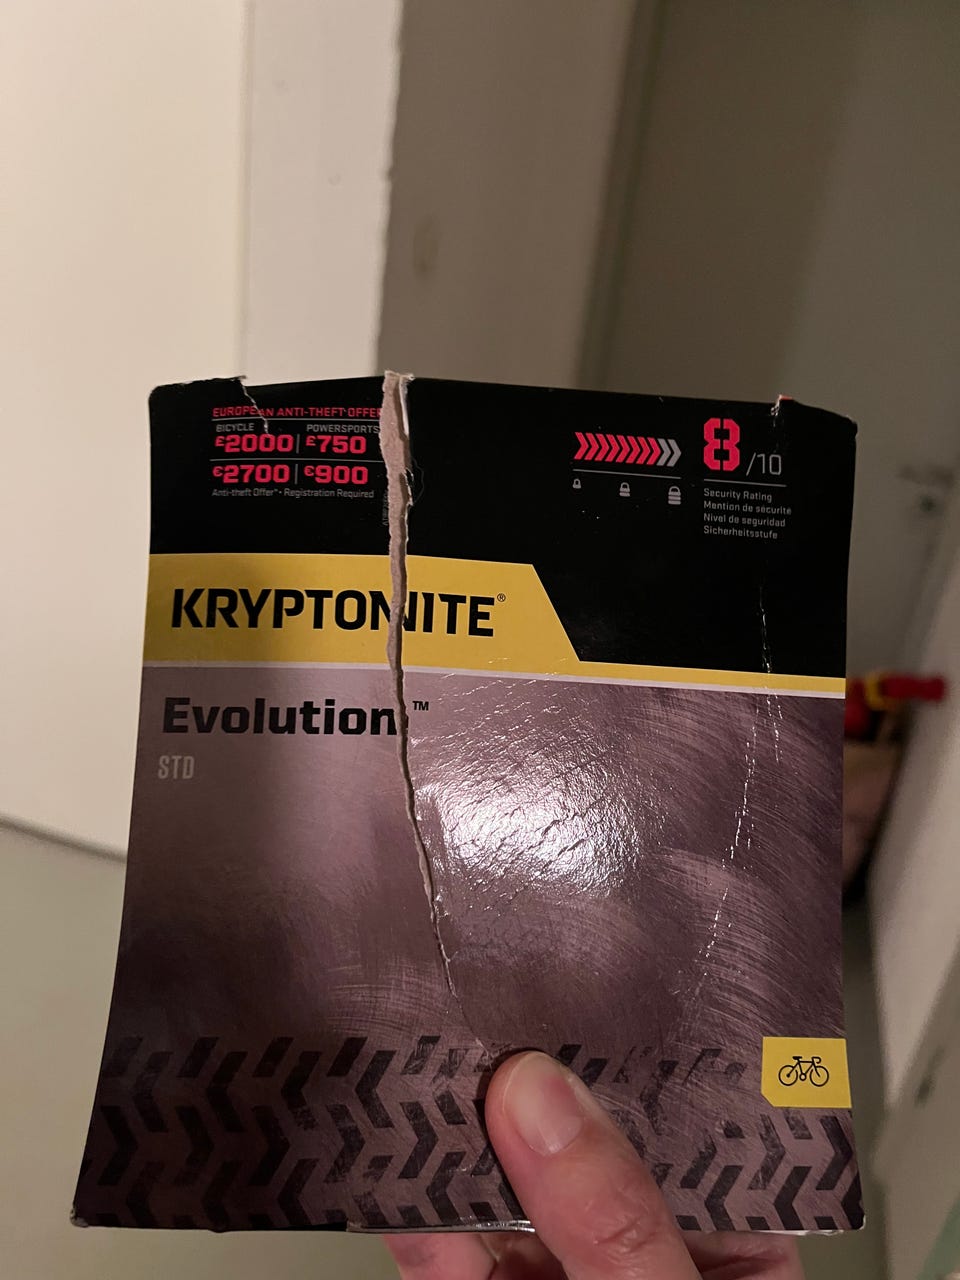 EUROPEAN ANTI-THEFT OFFER
BICYCLE POWERSPORTS
£2000 | £750
€2700 | €900
Anti-theft Offer* • Registration Required
8/10
Security Rating
Mention de sécurité
Nivel de seguridad
Sicherheitsstufe
KRYPTONITE®
Evolution™
STD